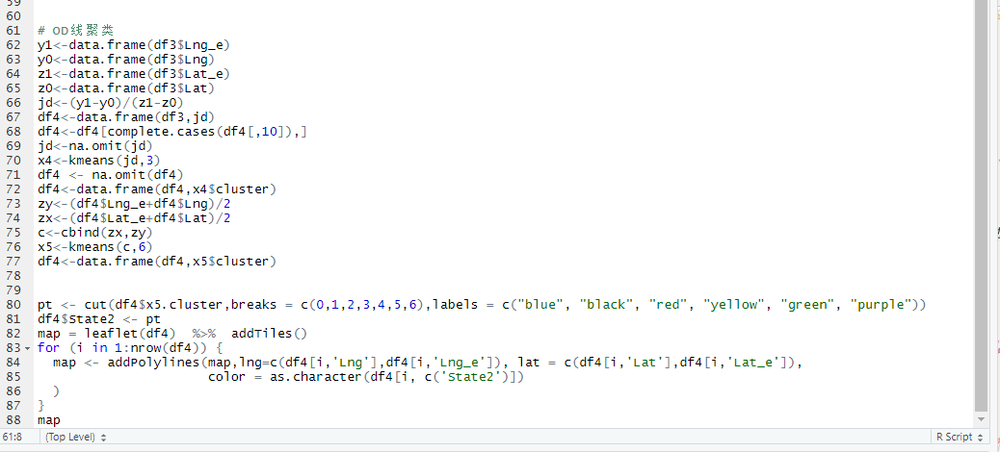 59
60
61 # OD线聚类
62 y1<-data.frame(df3$Lng_e)
63 y0<-data.frame(df3$Lng)
64 z1<-data.frame(df3$Lat_e)
65 z0<-data.frame(df3$Lat)
66 jd<-(y1-y0)/(z1-z0)
67 df4<-data.frame(df3,jd)
68 df4<-df4[complete.cases(df4[,10]),]
69 jd<-na.omit(jd)
70 x4<-kmeans(jd,3)
71 df4 <- na.omit(df4)
72 df4<-data.frame(df4,x4$cluster)
73 zy<-(df4$Lng_e+df4$Lng)/2
74 zx<-(df4$Lat_e+df4$Lat)/2
75 c<-cbind(zx,zy)
76 x5<-kmeans(c,6)
77 df4<-data.frame(df4,x5$cluster)
78
79
80 pt <- cut(df4$x5.cluster,breaks = c(0,1,2,3,4,5,6),labels = c("blue", "black", "red", "yellow", "green", "purple"))
81 df4$State2 <- pt
82 map = leaflet(df4)  %>%  addTiles()
83 for (i in 1:nrow(df4)) {
84   map <- addPolylines(map,lng=c(df4[i,'Lng'],df4[i,'Lng_e']), lat = c(df4[i,'Lat'],df4[i,'Lat_e']),
85                       color = as.character(df4[i, c('State2')])
86   )
87 }
88 map
61:8 (Top Level) R Script